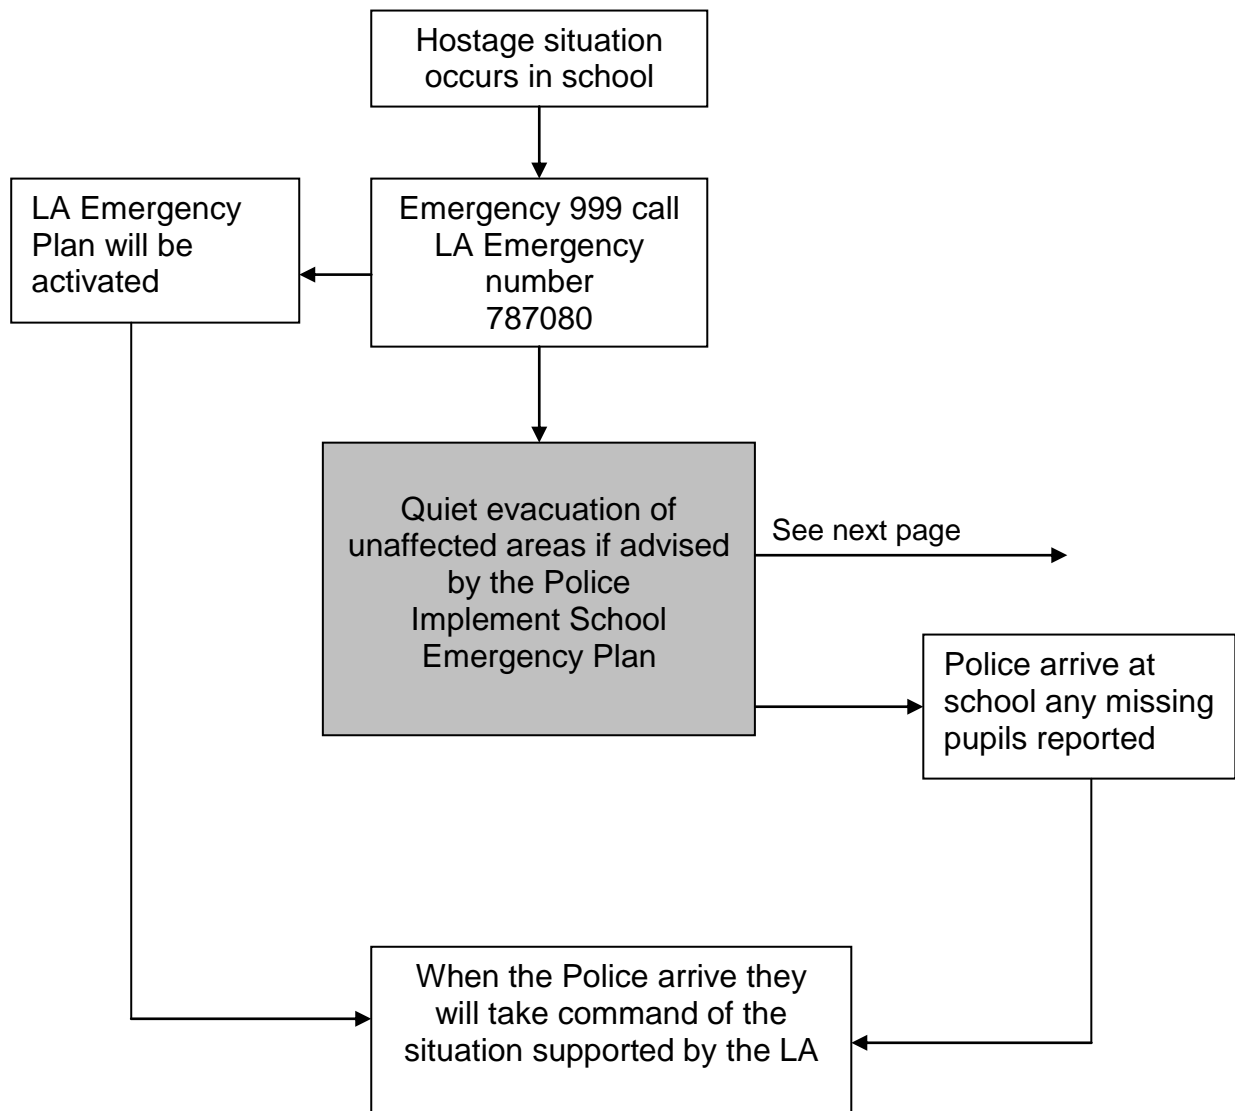 Hostage situation
occurs in school
LA Emergency
Plan will be
activated
Emergency 999 call
LA Emergency
number
787080
Quiet evacuation of
unaffected areas if advised
by the Police
Implement School
Emergency Plan
See next page
Police arrive at
school any missing
pupils reported
When the Police arrive they
will take command of the
situation supported by the LA